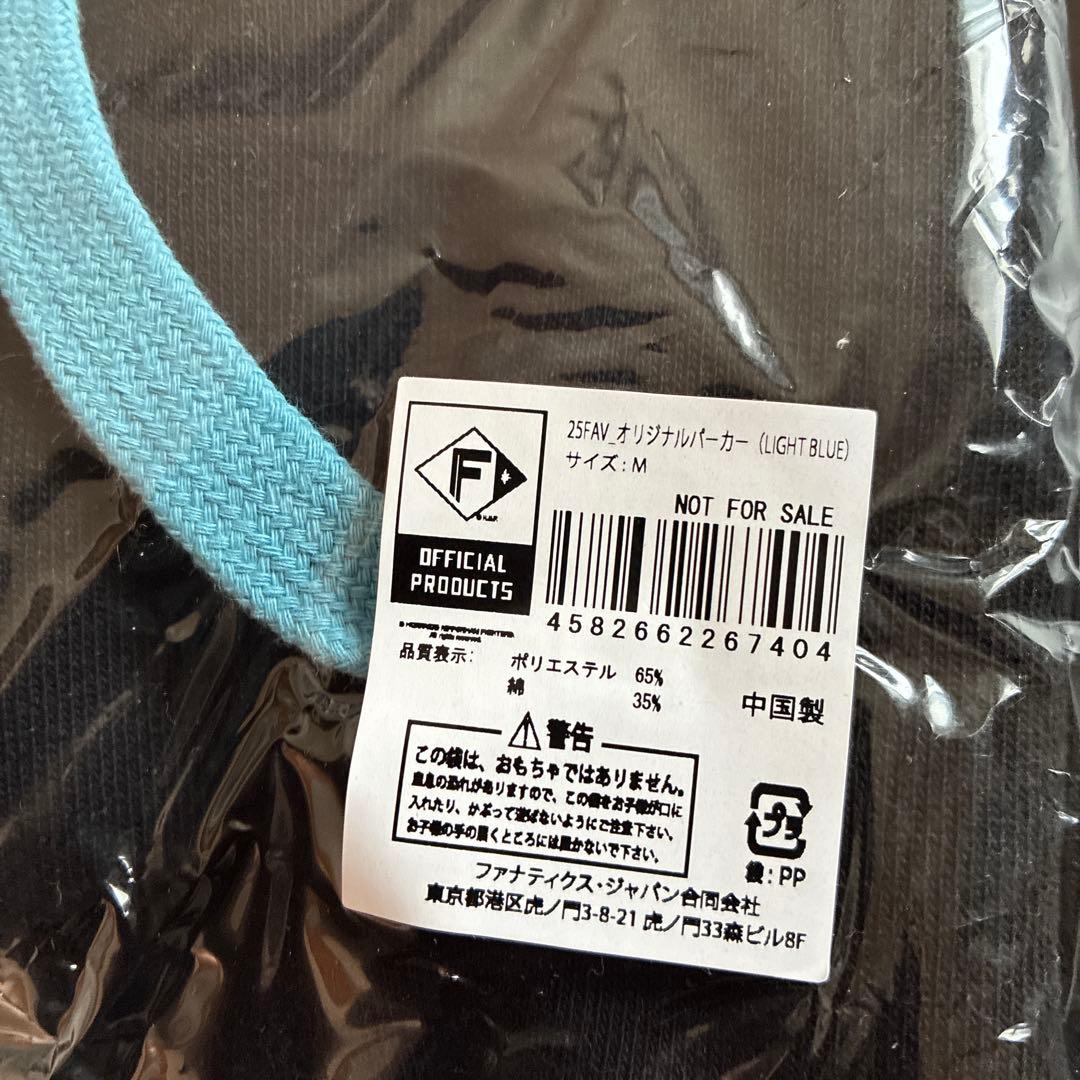 25FAV_オリジナルパーカー (LIGHT BLUE)
サイズ:M
NOT FOR SALE
F
OFFICIAL
PRODUCTS
4582662267404
品質表示: ポリエステル 65%
綿 35%
中国製
警告
この袋は、おもちゃではありません。
窒息の恐れがありますので、この袋をお子様が口に
入れたり、かぶって遊ばないようにご注意下さい。
お子様の手の届くところには置かないで下さい。
プラ
袋:PP
ファナティクス・ジャパン合同会社
東京都港区虎ノ門3-8-21 虎ノ門33森ビル8F